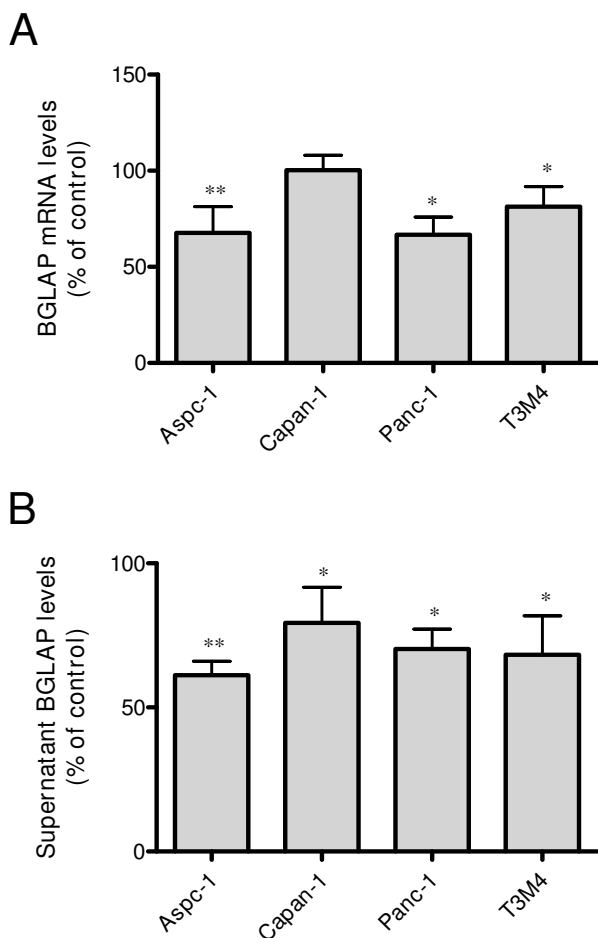 A
BGLAP mRNA levels
(% of control)
150
100
50
0
**
*
*
Aspc-1
Capan-1
Panc-1
T3M4
B
Supernatant BGLAP levels
(% of control)
100
50
0
**
*
*
*
Aspc-1
Capan-1
Panc-1
T3M4